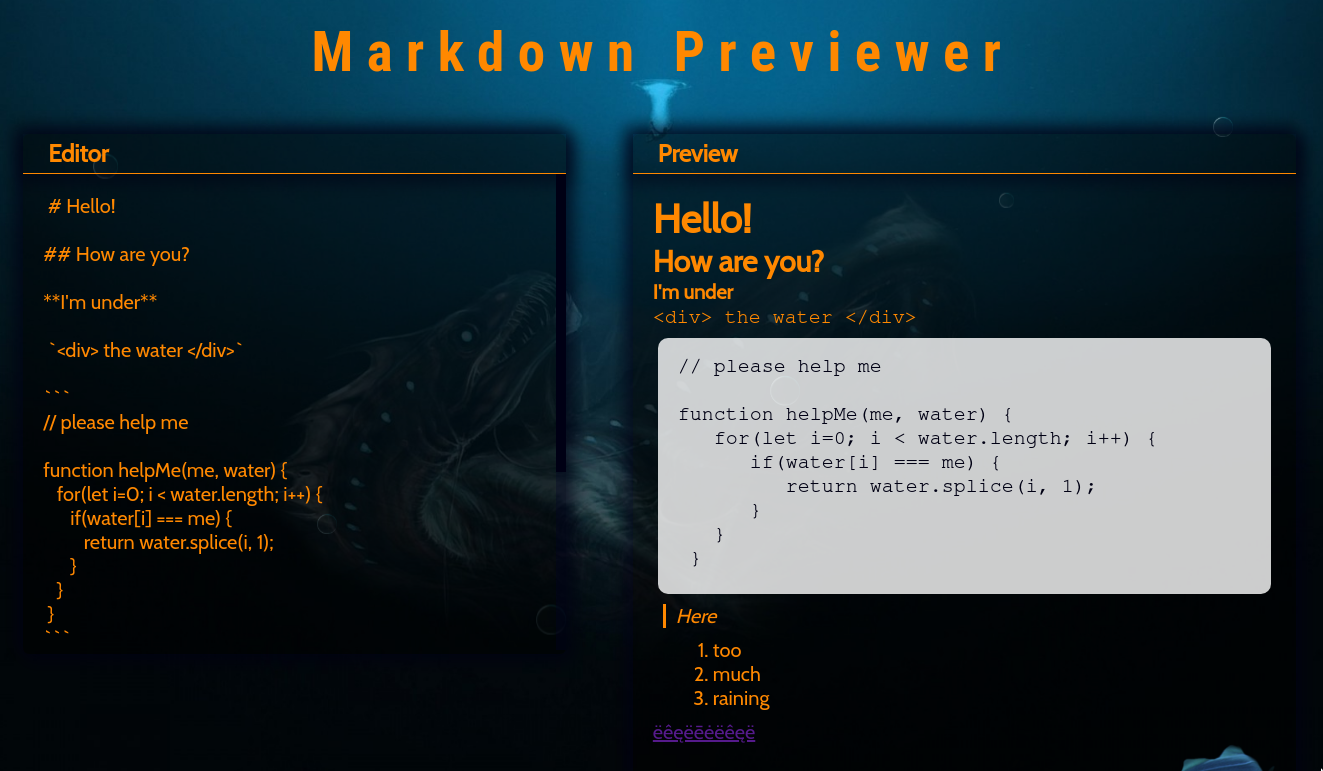 Markdown Previewer
Editor
# Hello!
## How are you?
**I'm under**
`<div> the water </div>`
```
// please help me
function helpMe(me, water) {
for(let i=0; i < water.length; i++) {
if(water[i] === me) {
return water.splice(i, 1);
}
}
}
```
Preview
Hello!
How are you?
I'm under
<div> the water </div>
// please help me
function helpMe(me, water) {
for(let i=0; i < water.length; i++) {
if(water[i] === me) {
return water.splice(i, 1);
}
}
}
Here
1. too
2. much
3. raining